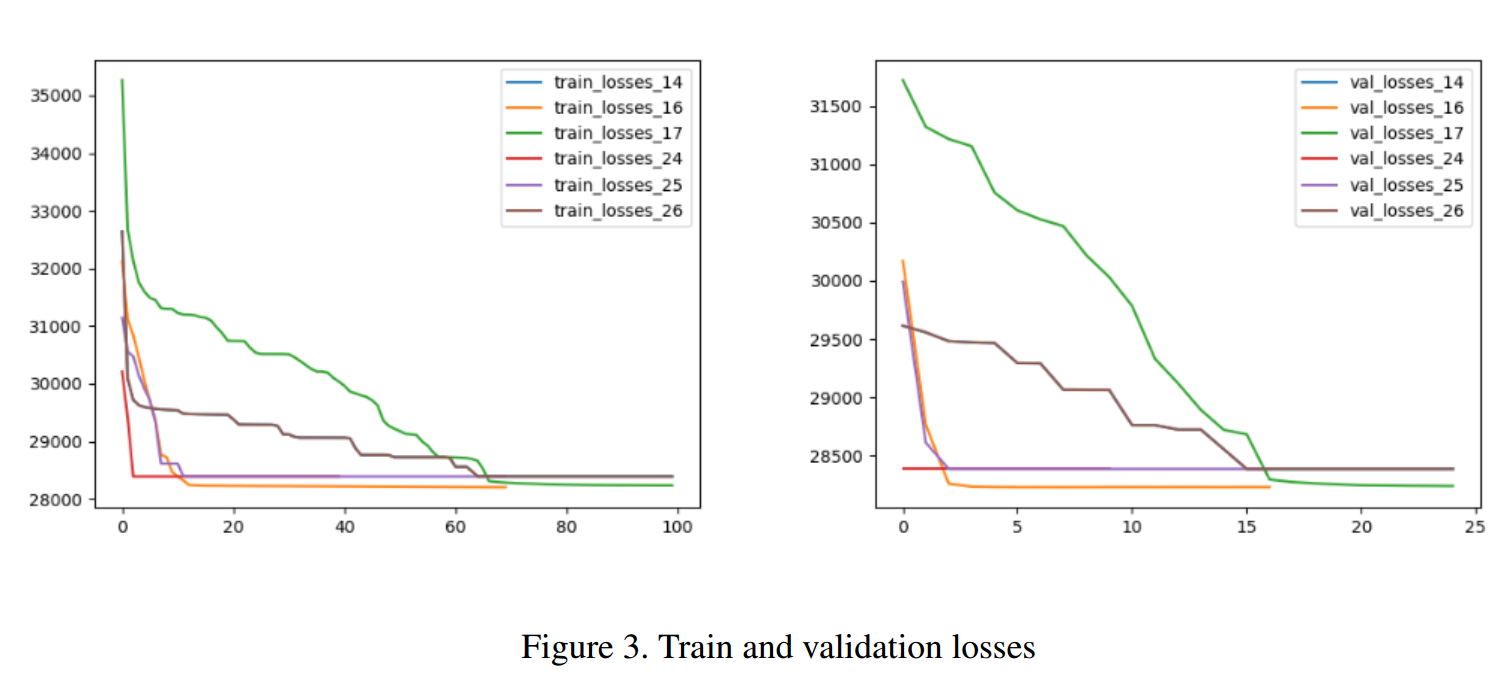 35000
34000
33000
32000
31000
30000
29000
28000
0 20 40 60 80 100
train_losses_14
train_losses_16
train_losses_17
train_losses_24
train_losses_25
train_losses_26
31500
31000
30500
30000
29500
29000
28500
0 5 10 15 20 25
val_losses_14
val_losses_16
val_losses_17
val_losses_24
val_losses_25
val_losses_26
Figure 3. Train and validation losses